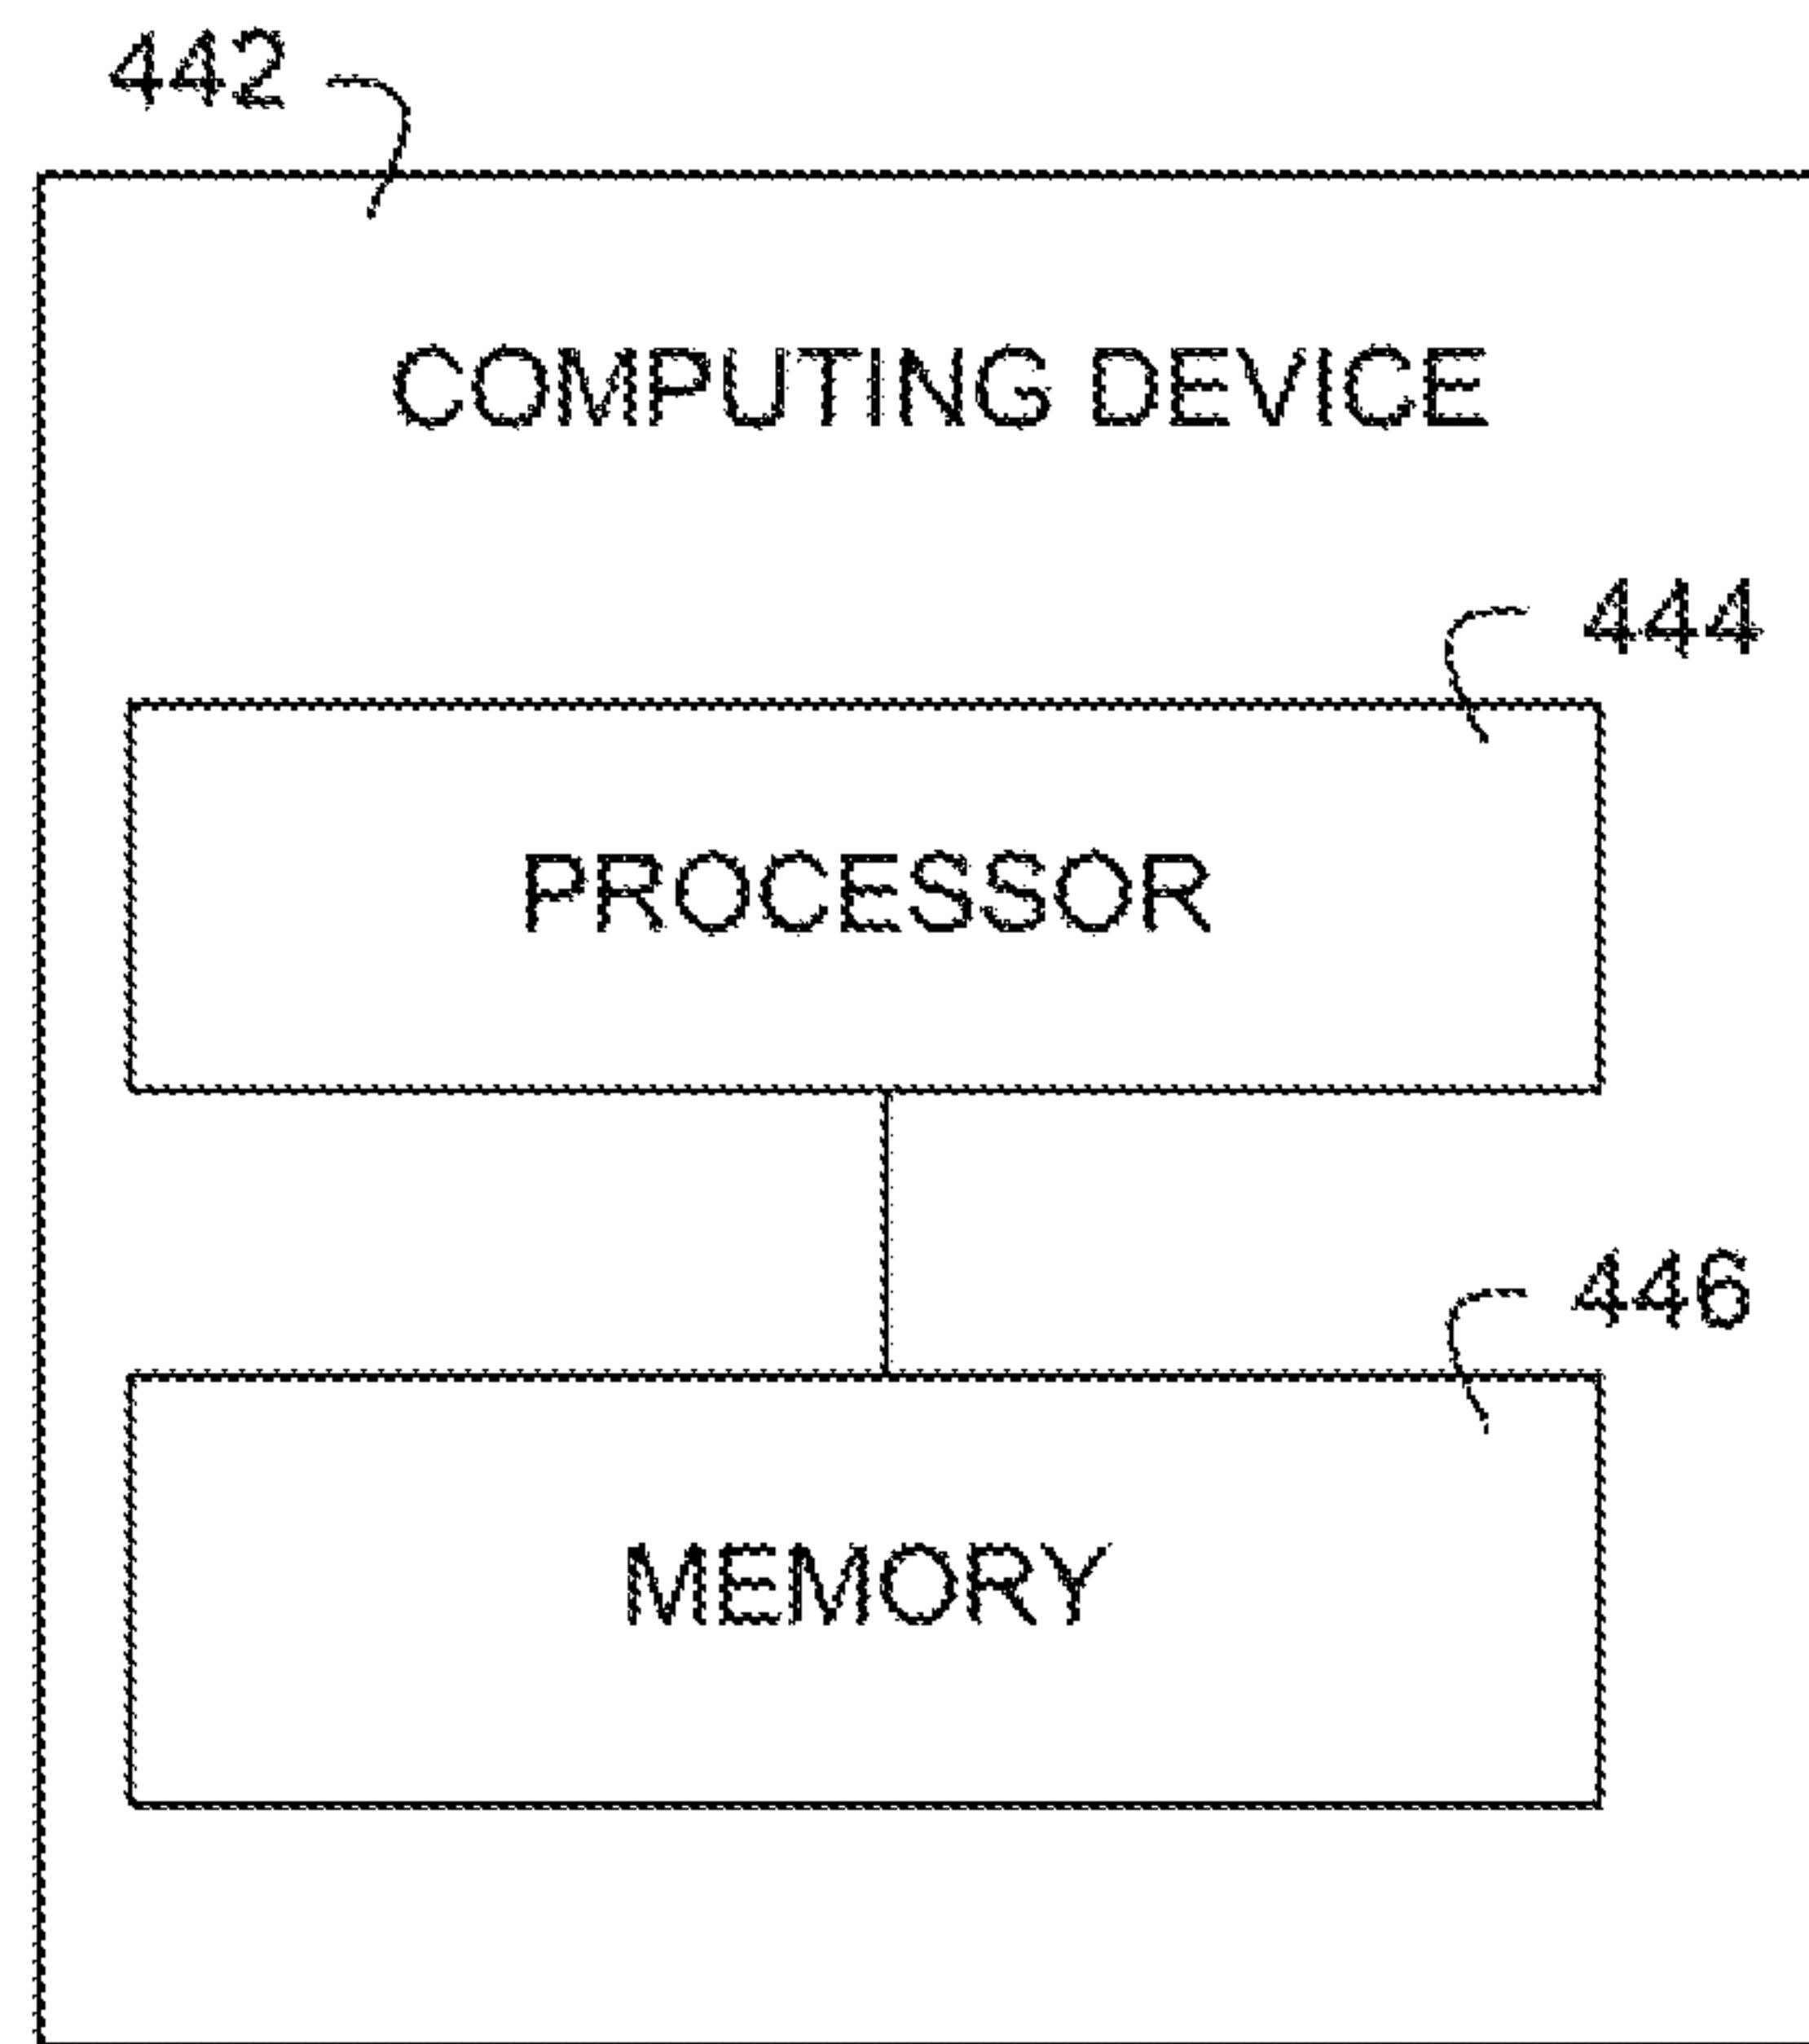 442
COMPUTING DEVICE
444
PROCESSOR
446
MEMORY